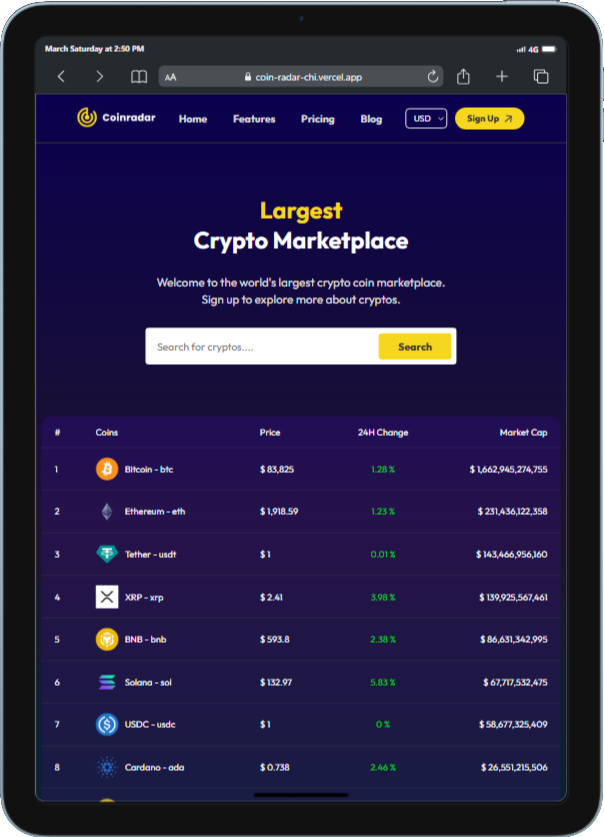 March Saturday at 2:50 PM 4G
AA coin-radar-chi.vercel.app
Coinradar Home Features Pricing Blog USD Sign Up
Largest
Crypto Marketplace
Welcome to the world's largest crypto coin marketplace.
Sign up to explore more about cryptos.
Search for cryptos.... Search
# Coins Price 24H Change Market Cap
1 Bitcoin - btc $ 83,825 1.28 % $ 1,662,945,274,755
2 Ethereum - eth $ 1,918.59 1.23 % $ 231,436,122,358
3 Tether - usdt $ 1 0.01 % $ 143,466,956,160
4 XRP - xrp $ 2.41 3.98 % $ 139,925,567,461
5 BNB - bnb $ 593.8 2.38 % $ 86,631,342,995
6 Solana - sol $ 132.97 5.83 % $ 67,717,532,475
7 USDC - usdc $ 1 0 % $ 58,677,325,409
8 Cardano - ada $ 0.738 2.46 % $ 26,551,215,506